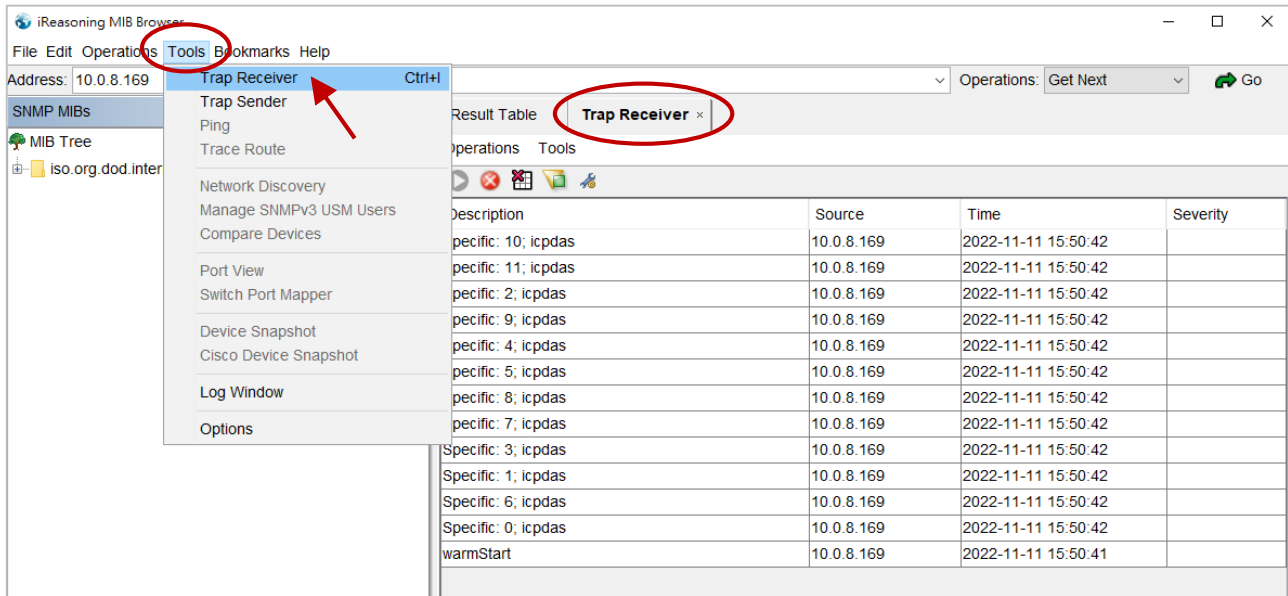 iReasoning MIB Browser
File Edit Operations Tools Bookmarks Help
Address: 10.0.8.169
Operations: Get Next
Go
Trap Receiver Ctrl+I
Trap Sender
Ping
Trace Route
Network Discovery
Manage SNMPv3 USM Users
Compare Devices
Port View
Switch Port Mapper
Device Snapshot
Cisco Device Snapshot
Log Window
Options
SNMP MIBs
MIB Tree
iso.org.dod.inter
Result Table Trap Receiver ×
Operations Tools
Description Source Time Severity
pecific: 10; icpdas 10.0.8.169 2022-11-11 15:50:42
pecific: 11; icpdas 10.0.8.169 2022-11-11 15:50:42
pecific: 2; icpdas 10.0.8.169 2022-11-11 15:50:42
pecific: 9; icpdas 10.0.8.169 2022-11-11 15:50:42
pecific: 4; icpdas 10.0.8.169 2022-11-11 15:50:42
pecific: 5; icpdas 10.0.8.169 2022-11-11 15:50:42
pecific: 8; icpdas 10.0.8.169 2022-11-11 15:50:42
pecific: 7; icpdas 10.0.8.169 2022-11-11 15:50:42
Specific: 3; icpdas 10.0.8.169 2022-11-11 15:50:42
Specific: 1; icpdas 10.0.8.169 2022-11-11 15:50:42
Specific: 6; icpdas 10.0.8.169 2022-11-11 15:50:42
Specific: 0; icpdas 10.0.8.169 2022-11-11 15:50:42
warmStart 10.0.8.169 2022-11-11 15:50:41